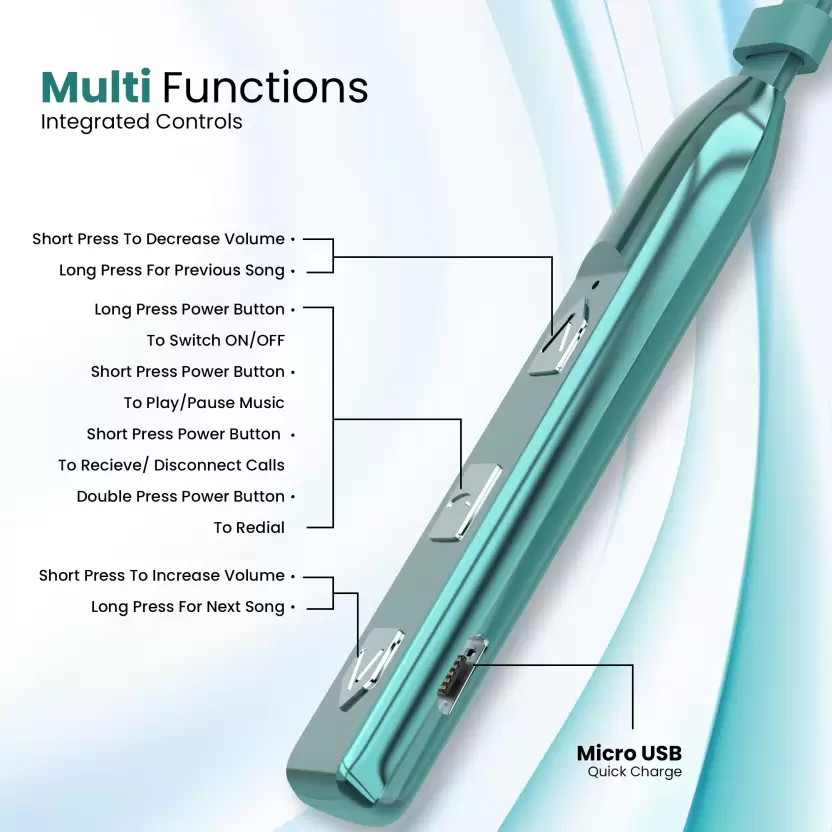 Multi Functions
Integrated Controls
Short Press To Decrease Volume •
Long Press For Previous Song •
Long Press Power Button •
To Switch ON/OFF
Short Press Power Button •
To Play/Pause Music
Short Press Power Button •
To Recieve/ Disconnect Calls
Double Press Power Button •
To Redial
Short Press To Increase Volume •
Long Press For Next Song •
Micro USB
Quick Charge